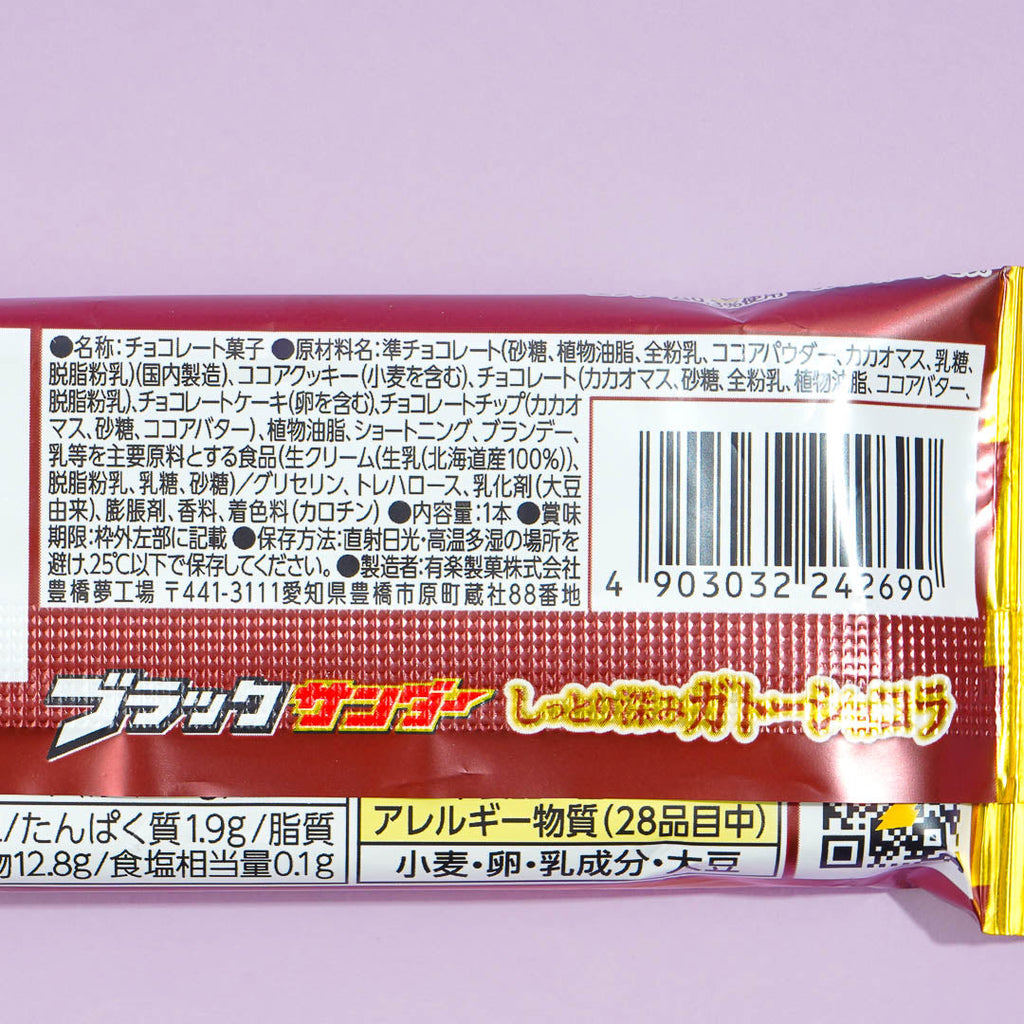 ●名称:チョコレート菓子 ●原材料名:準チョコレート(砂糖、植物油脂、全粉乳、ココアパウダー、カカオマス、乳糖、
脱脂粉乳)(国内製造)、ココアクッキー(小麦を含む)、チョコレート(カカオマス、砂糖、全粉乳、植物油脂、ココアバター、
脱脂粉乳)、チョコレートケーキ(卵を含む)、チョコレートチップ(カカオ
マス、砂糖、ココアバター)、植物油脂、ショートニング、ブランデー、
乳等を主要原料とする食品(生クリーム(生乳(北海道産100%))、
脱脂粉乳、乳糖、砂糖)/グリセリン、トレハロース、乳化剤(大豆
由来)、膨脹剤、香料、着色料(カロチン) ●内容量:1本 ●賞味
期限:枠外左部に記載 ●保存方法:直射日光・高温多湿の場所を
避け、25℃以下で保存してください。●製造者:有楽製菓株式会社
豊橋夢工場 〒441-3111愛知県豊橋市原町蔵社88番地
4 903032 242690
ブラックサンダー しっとり深みガトーショコラ
/たんぱく質1.9g/脂質
物12.8g/食塩相当量0.1g
アレルギー物質(28品目中)
小麦・卵・乳成分・大豆